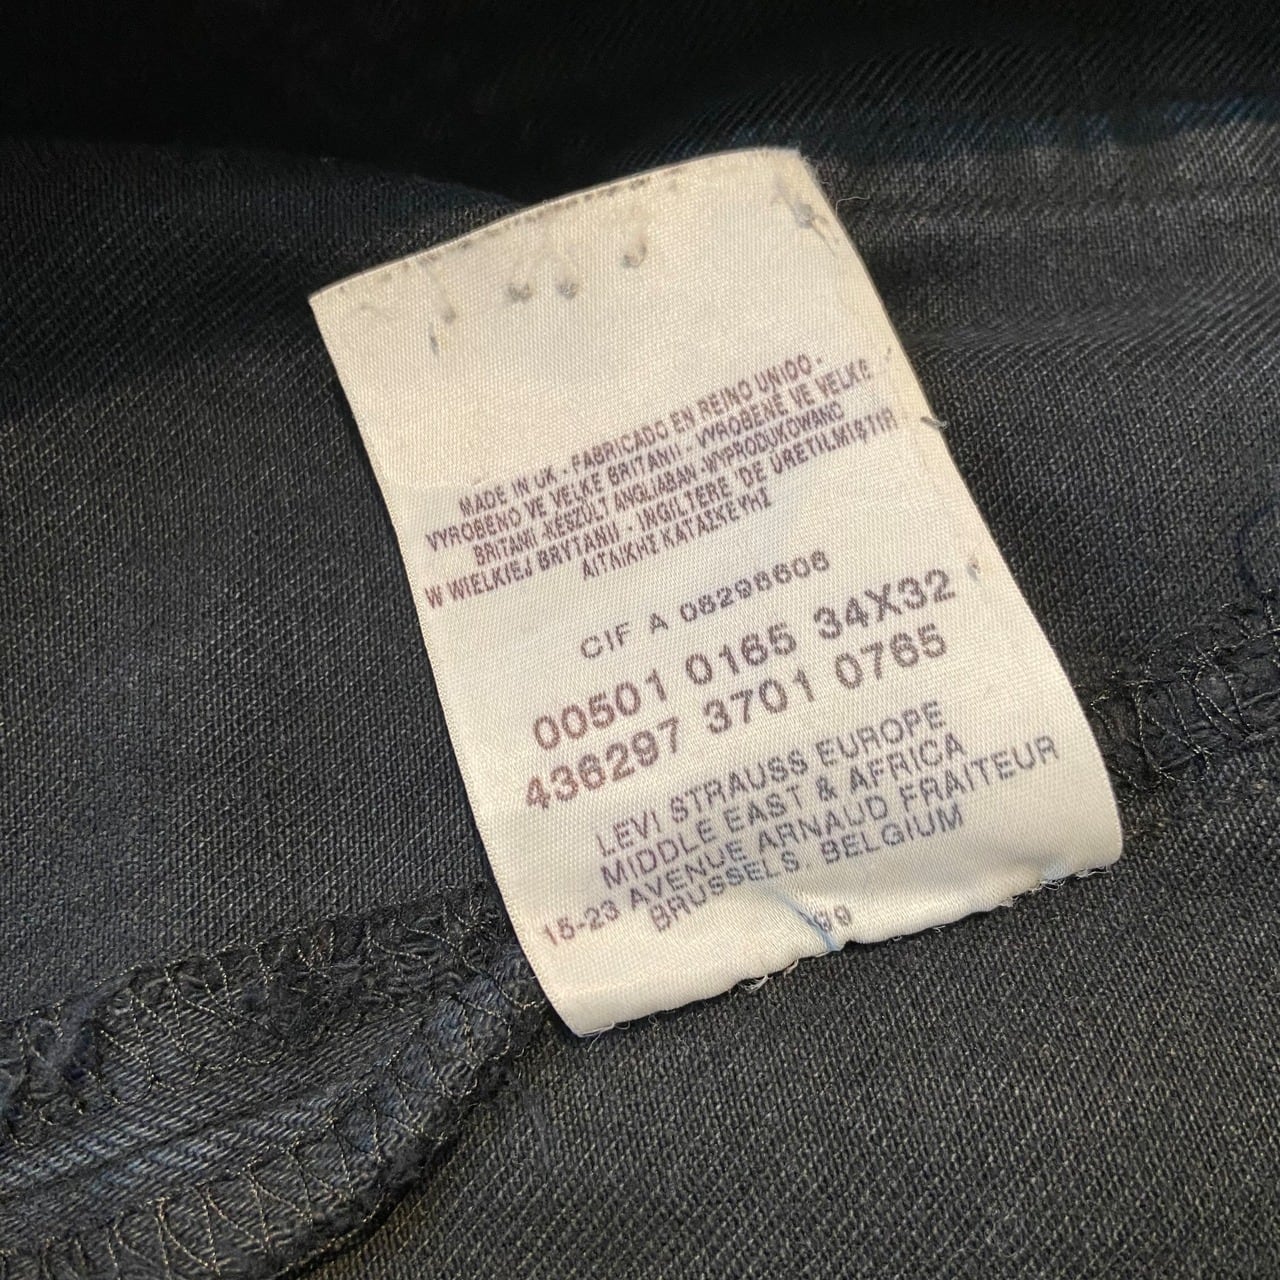 MADE IN UK - FABRICADO EN REINO UNIDO -
VYROBENO VE VELKE BRITANII - VYROBENÉ VE VELKE
BRITANII - KÉSZÜLT ANGLIÁBAN - WYPRODUKOWANO
W WIELKIEJ BRYTANII - INGILTERE 'DE ÜRETILMIŞTIR
ΑΓΓΛΙΚΗΣ ΚΑΤΑΣΚΕΥΗΣ
CIF A 08298608
00501 0165 34X32
436297 3701 0765
LEVI STRAUSS EUROPE
MIDDLE EAST & AFRICA
15-23 AVENUE ARNAUD FRAITEUR
BRUSSELS. BELGIUM